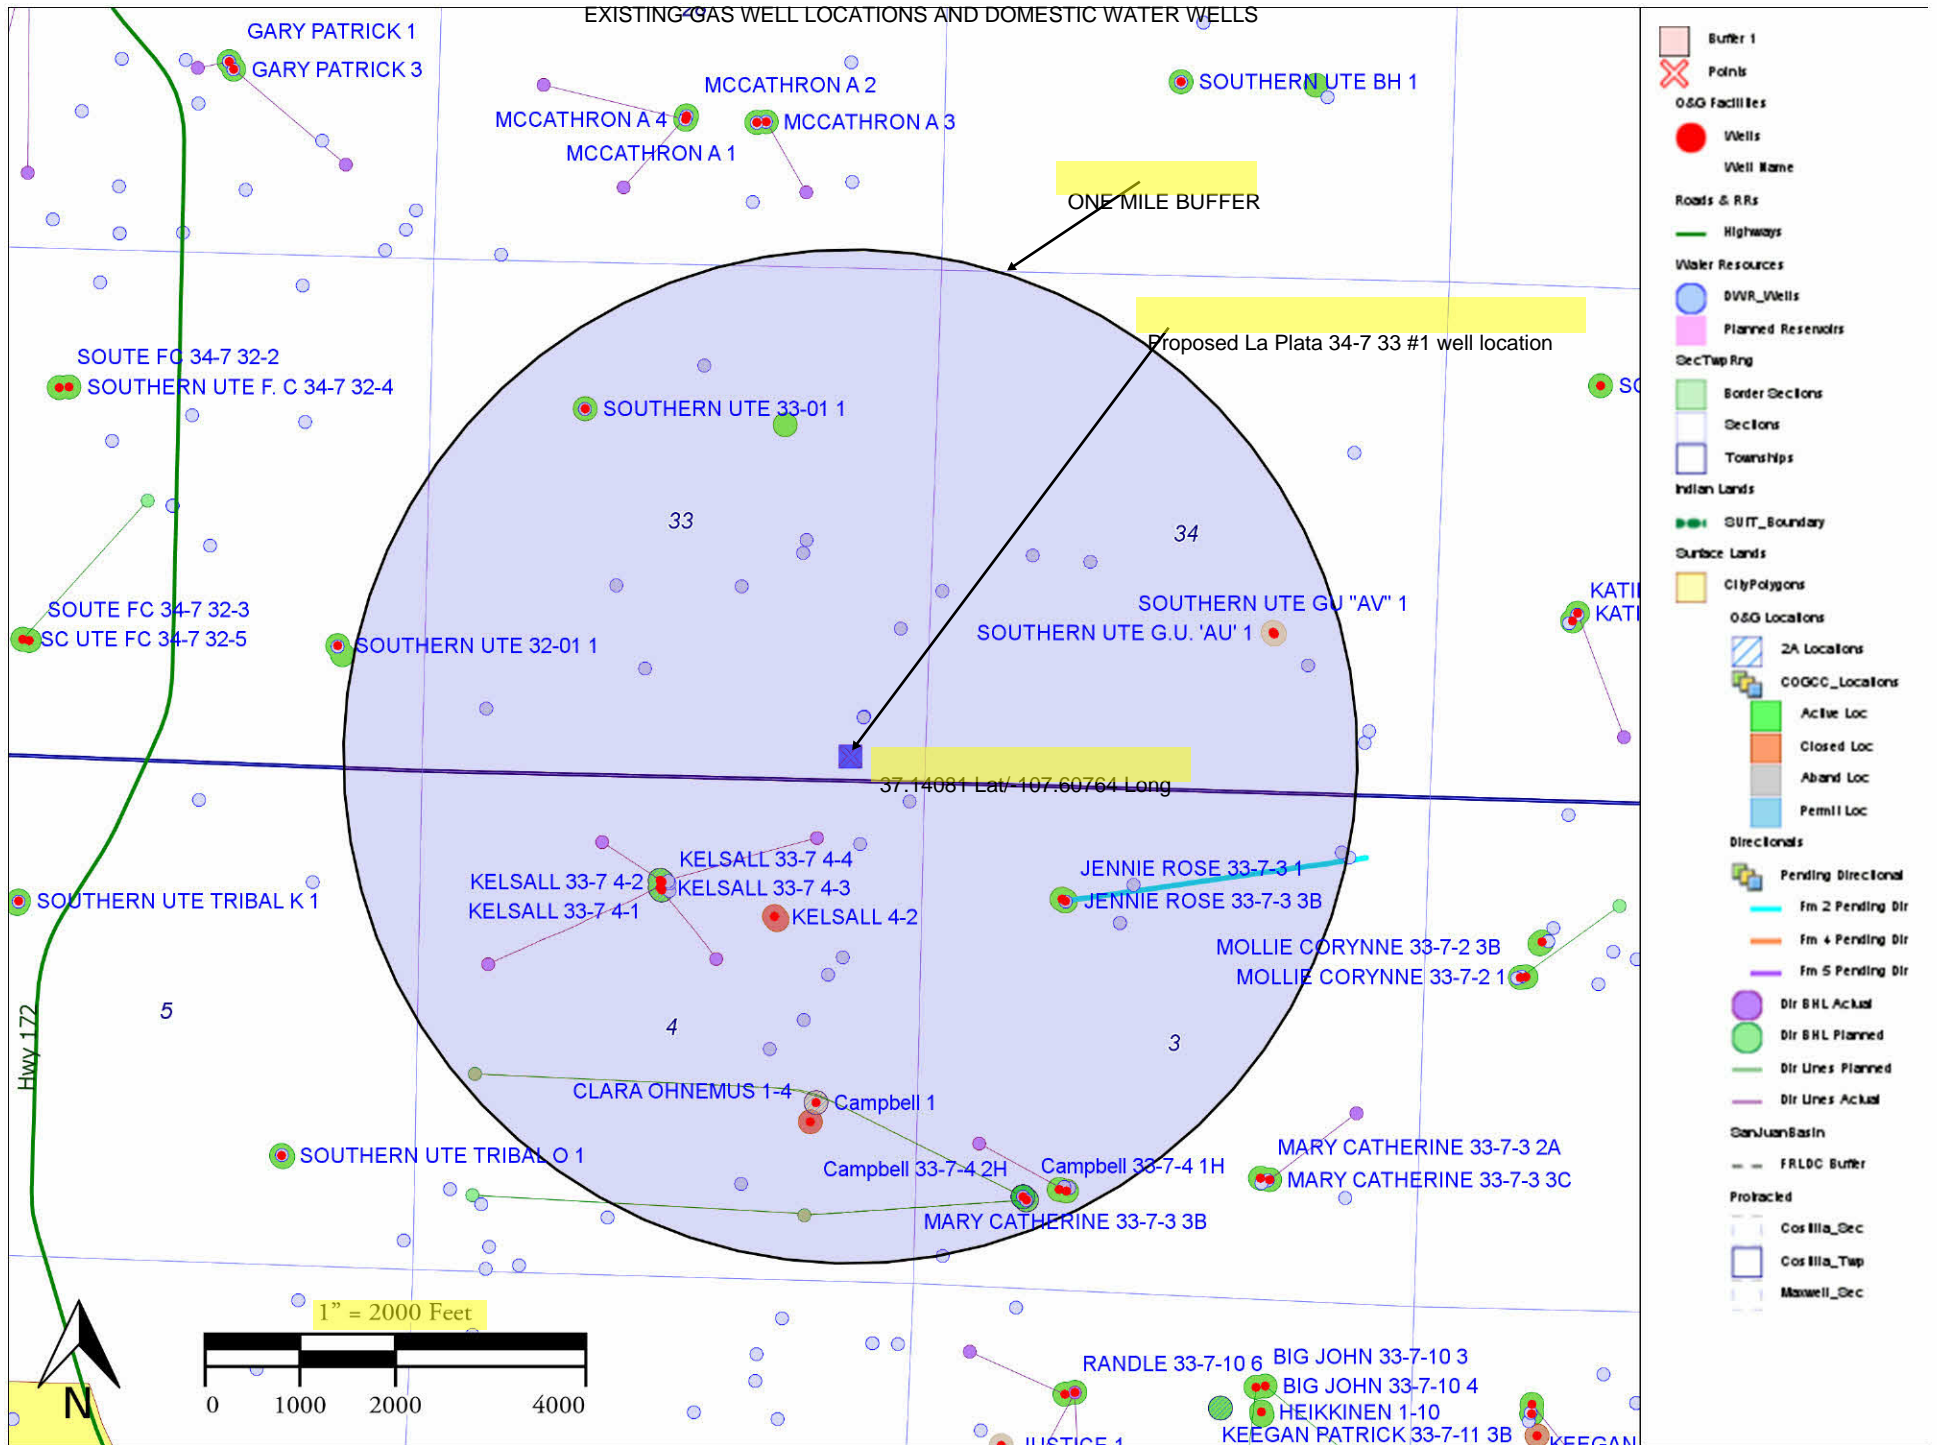 EXISTING GAS WELL LOCATIONS AND DOMESTIC WATER WELLS
GARY PATRICK 1
GARY PATRICK 3
MCCATHRON A 2
MCCATHRON A 4
MCCATHRON A 3
MCCATHRON A 1
SOUTHERN UTE BH 1
ONE MILE BUFFER
Proposed La Plata 34-7 33 #1 well location
SOUTE FC 34-7 32-2
SOUTHERN UTE F. C 34-7 32-4
SOUTHERN UTE 33-01 1
33
34
SOUTE FC 34-7 32-3
SC UTE FC 34-7 32-5
SOUTHERN UTE 32-01 1
SOUTHERN UTE GU "AV" 1
SOUTHERN UTE G.U. 'AU' 1
KATI
37.14081 Lat/ 107.60764 Long
KELSALL 33-7 4-4
KELSALL 33-7 4-2
KELSALL 33-7 4-3
KELSALL 33-7 4-1
KELSALL 4-2
JENNIE ROSE 33-7-3 1
JENNIE ROSE 33-7-3 3B
SOUTHERN UTE TRIBAL K 1
MOLLIE CORYNNE 33-7-2 3B
MOLLIE CORYNNE 33-7-2 1
5
4
3
Hwy 172
CLARA OHNEMUS 1-4
Campbell 1
SOUTHERN UTE TRIBAL O 1
Campbell 33-7-4 2H
Campbell 33-7-4 1H
MARY CATHERINE 33-7-3 2A
MARY CATHERINE 33-7-3 3C
MARY CATHERINE 33-7-3 3B
1" = 2000 Feet
0 1000 2000 4000
N
RANDLE 33-7-10 6
BIG JOHN 33-7-10 3
BIG JOHN 33-7-10 4
HEIKKINEN 1-10
KEEGAN PATRICK 33-7-11 3B
JUSTICE 1
KEEGAN
Buffer 1
Points
O&G Facilities
Wells
Well Name
Roads & RRs
Highways
Water Resources
DWR_Wells
Planned Reservoirs
SecTwpRng
Border Sections
Sections
Townships
Indian Lands
SUIT_Boundary
Surface Lands
CityPolygons
O&G Locations
2A Locations
COGCC_Locations
Active Loc
Closed Loc
Aband Loc
Permit Loc
Directionals
Pending Directional
Fm 2 Pending Dir
Fm 4 Pending Dir
Fm 5 Pending Dir
Dir BHL Actual
Dir BHL Planned
Dir Lines Planned
Dir Lines Actual
SanJuanBasin
FRLDC Buffer
Protracted
Costilla_Sec
Costilla_Twp
Maxwell_Sec